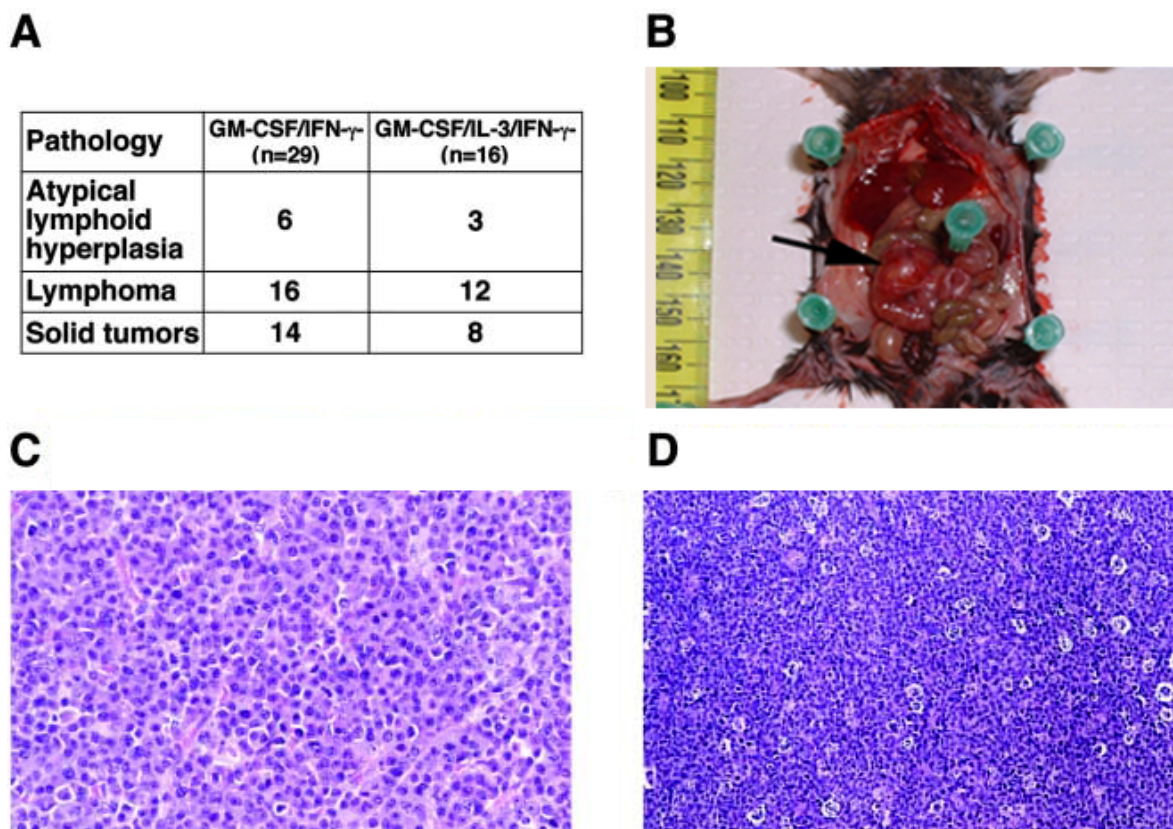 A
B
Pathology GM-CSF/IFN-γ- (n=29) GM-CSF/IL-3/IFN-γ- (n=16)
Atypical lymphoid hyperplasia 6 3
Lymphoma 16 12
Solid tumors 14 8
100
110
120
130
140
150
160
C
D